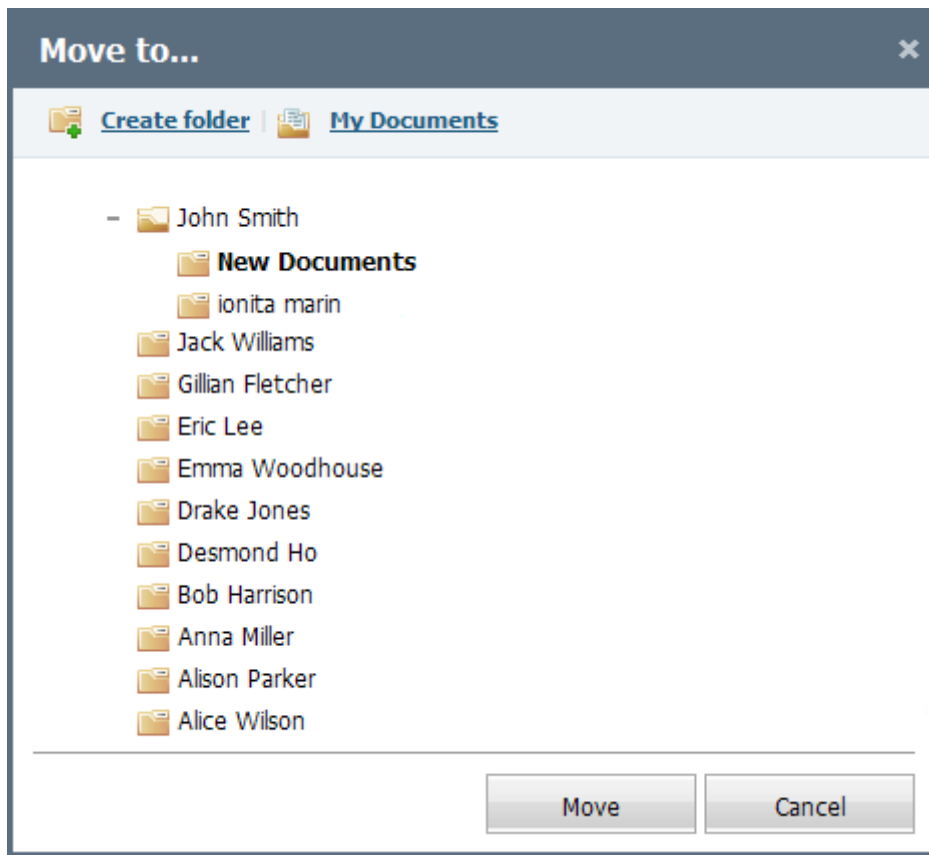 Move to...
Create folder | My Documents
John Smith
New Documents
ionita marin
Jack Williams
Gillian Fletcher
Eric Lee
Emma Woodhouse
Drake Jones
Desmond Ho
Bob Harrison
Anna Miller
Alison Parker
Alice Wilson
Move Cancel